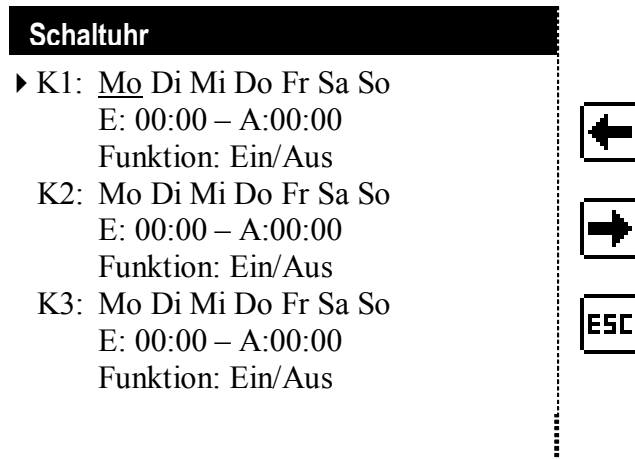 Schaltuhr
K1: Mo Di Mi Do Fr Sa So
E: 00:00 – A:00:00
Funktion: Ein/Aus
K2: Mo Di Mi Do Fr Sa So
E: 00:00 – A:00:00
Funktion: Ein/Aus
K3: Mo Di Mi Do Fr Sa So
E: 00:00 – A:00:00
Funktion: Ein/Aus
ESC